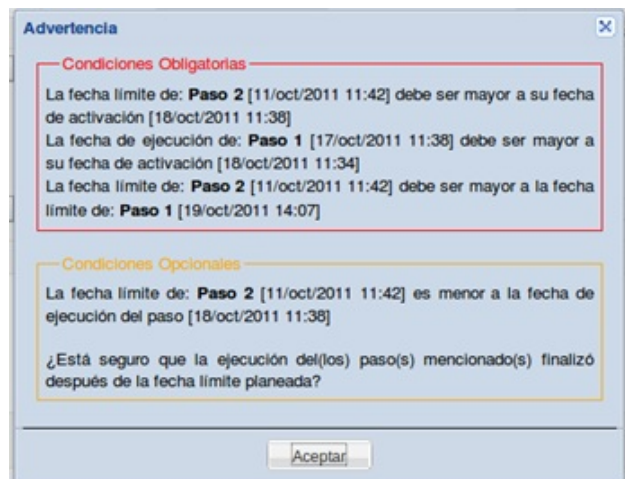 Advertencia
Condiciones Obligatorias
La fecha límite de: Paso 2 [11/oct/2011 11:42] debe ser mayor a su fecha
de activación [18/oct/2011 11:38]
La fecha de ejecución de: Paso 1 [17/oct/2011 11:38] debe ser mayor a
su fecha de activación [18/oct/2011 11:34]
La fecha límite de: Paso 2 [11/oct/2011 11:42] debe ser mayor a la fecha
límite de: Paso 1 [19/oct/2011 14:07]
Condiciones Opcionales
La fecha límite de: Paso 2 [11/oct/2011 11:42] es menor a la fecha de
ejecución del paso [18/oct/2011 11:38]
¿Está seguro que la ejecución del(los) paso(s) mencionado(s) finalizó
después de la fecha límite planeada?
Aceptar